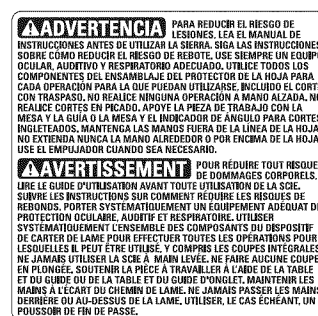 ADVERTENCIA PARA REDUCIR EL RIESGO DE
LESIONES, LEA EL MANUAL DE
INSTRUCCIONES ANTES DE UTILIZAR LA SIERRA. SIGA LAS INSTRUCCIONES
SOBRE CÓMO REDUCIR EL RIESGO DE REBOTE. USE SIEMPRE UN EQUIPO
OCULAR, AUDITIVO Y RESPIRATORIO ADECUADO. UTILICE TODOS LOS
COMPONENTES DEL ENSAMBLAJE DEL PROTECTOR DE LA HOJA PARA
CADA OPERACIÓN PARA LA QUE PUEDAN UTILIZARSE, INCLUIDO EL CORTE
CON TRASPASO. NO REALICE NINGUNA OPERACIÓN A MANO ALZADA. NO
REALICE CORTES EN PICADO. APOYE LA PIEZA DE TRABAJO CON LA
MESA Y LA GUÍA O LA MESA Y EL INDICADOR DE ÁNGULO PARA CORTES
INGLETEADOS. MANTENGA LAS MANOS FUERA DE LA LÍNEA DE LA HOJA.
NO EXTIENDA NUNCA LA MANO ALREDEDOR O POR ENCIMA DE LA HOJA.
USE EL EMPUJADOR CUANDO SEA NECESARIO.
AVERTISSEMENT POUR RÉDUIRE TOUT RISQUE
DE DOMMAGES CORPORELS,
LIRE LE GUIDE D'UTILISATION AVANT TOUTE UTILISATION DE LA SCIE.
SUIVRE LES INSTRUCTIONS SUR COMMENT RÉDUIRE LES RISQUES DE
REBONDS. PORTER SYSTÉMATIQUEMENT UN ÉQUIPEMENT ADÉQUAT DE
PROTECTION OCULAIRE, AUDITIF ET RESPIRATOIRE. UTILISER
SYSTÉMATIQUEMENT L'ENSEMBLE DES COMPOSANTS DU DISPOSITIF
DE CARTER DE LAME POUR EFFECTUER TOUTES LES OPÉRATIONS POUR
LESQUELLES IL PEUT ÊTRE UTILISÉ, Y COMPRIS LES COUPES INTÉGRALES.
NE JAMAIS UTILISER LA SCIE À MAIN LEVÉE. NE FAIRE AUCUNE COUPE
EN PLONGÉE. SOUTENIR LA PIÈCE À TRAVAILLER À L'AIDE DE LA TABLE
ET DU GUIDE OU DE LA TABLE ET DU GUIDE D'ONGLET. MAINTENIR LES
MAINS À L'ÉCART DU CHEMIN DE LAME. NE JAMAIS PASSER LES MAINS
DERRIÈRE OU AU-DESSUS DE LA LAME. UTILISER, LE CAS ÉCHÉANT, UN
POUSSOIR DE FIN DE PASSE.